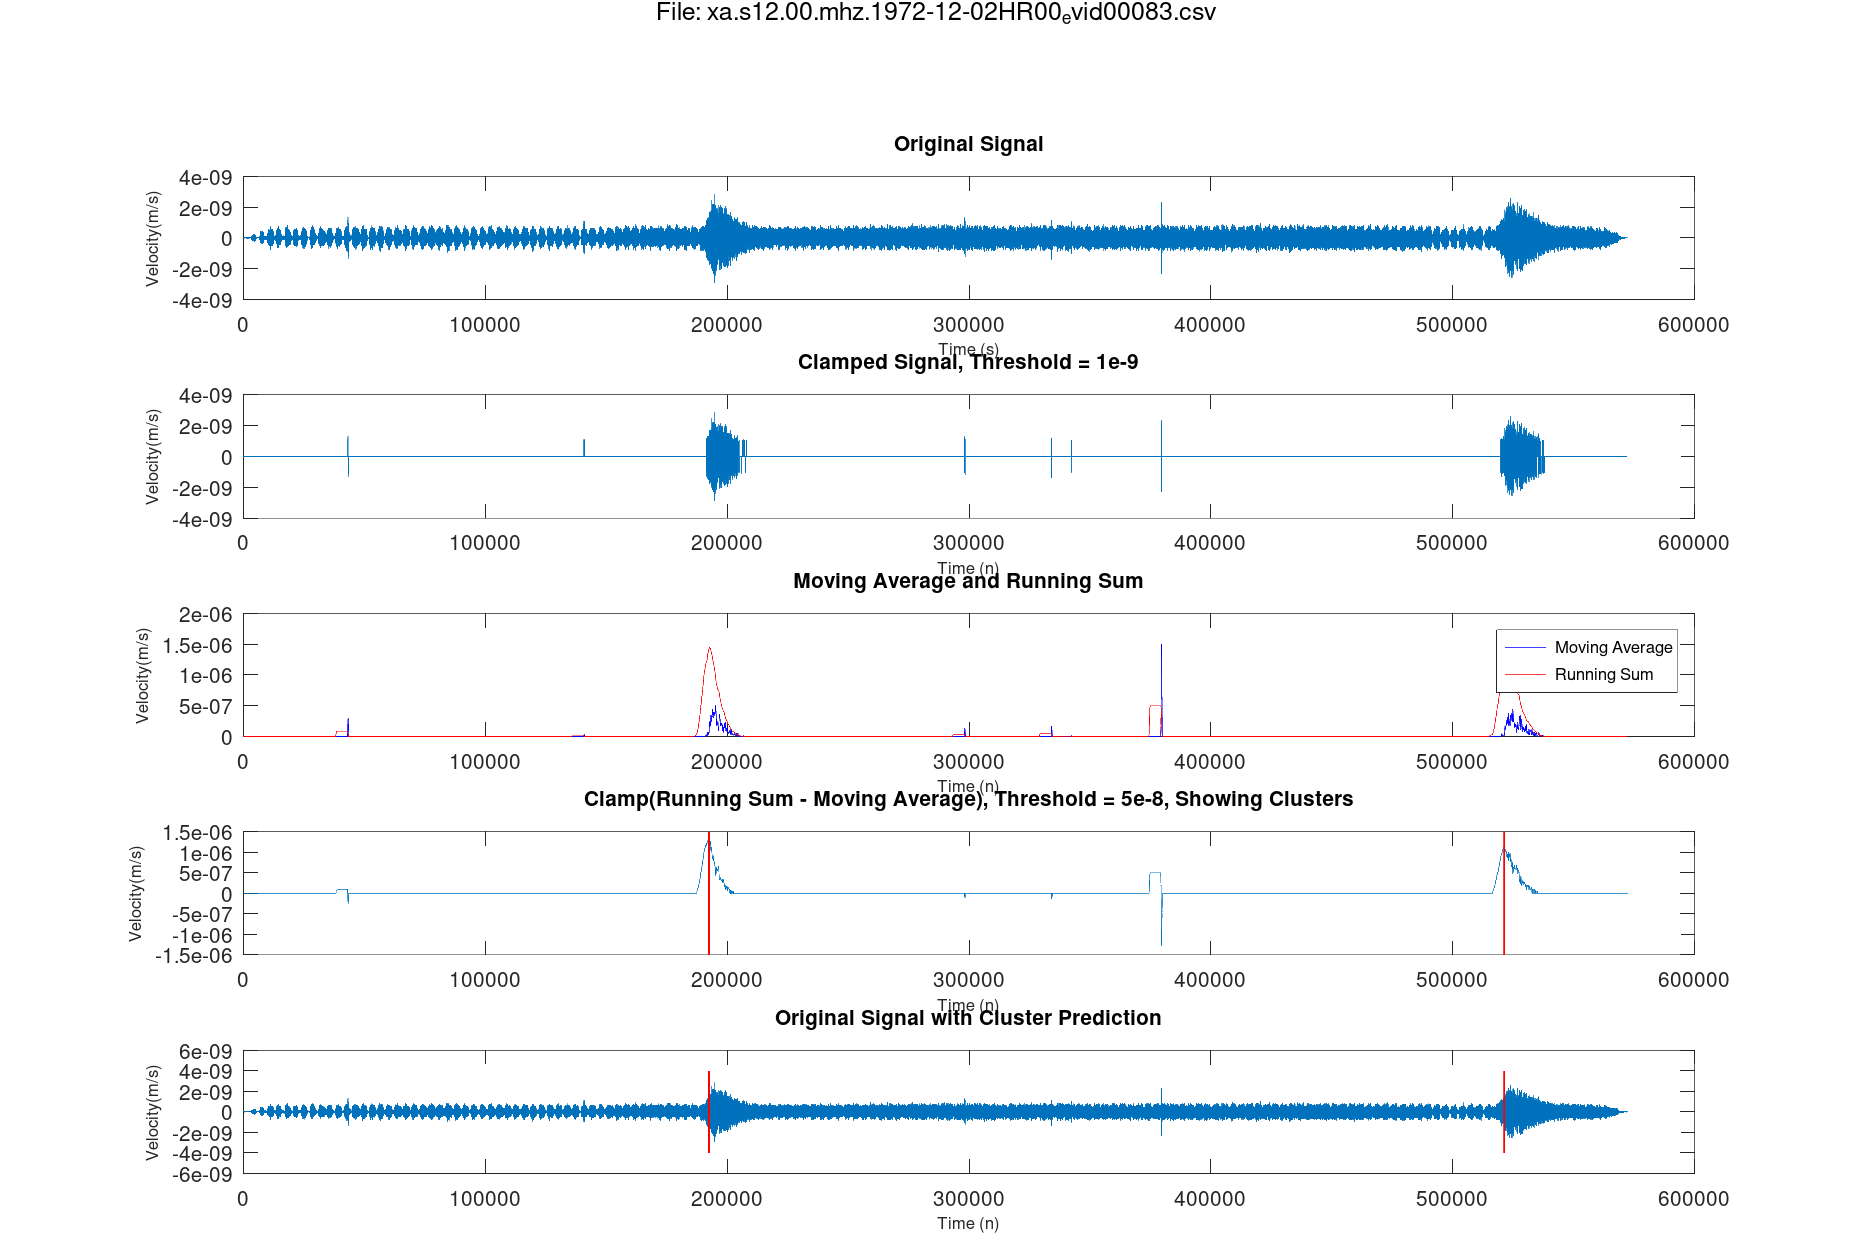 File: xa.s12.00.mhz.1972-12-02HR00evid00083.csv
Original Signal
4e-09
2e-09
0
-2e-09
-4e-09
Velocity(m/s)
0 100000 200000 300000 400000 500000 600000
Time (s)
Clamped Signal, Threshold = 1e-9
4e-09
2e-09
0
-2e-09
-4e-09
Velocity(m/s)
0 100000 200000 300000 400000 500000 600000
Time (n)
Moving Average and Running Sum
2e-06
1.5e-06
1e-06
5e-07
0
Velocity(m/s)
Moving Average
Running Sum
0 100000 200000 300000 400000 500000 600000
Time (n)
Clamp(Running Sum - Moving Average), Threshold = 5e-8, Showing Clusters
1.5e-06
1e-06
5e-07
0
-5e-07
-1e-06
-1.5e-06
Velocity(m/s)
0 100000 200000 300000 400000 500000 600000
Time (n)
Original Signal with Cluster Prediction
6e-09
4e-09
2e-09
0
-2e-09
-4e-09
-6e-09
Velocity(m/s)
0 100000 200000 300000 400000 500000 600000
Time (n)